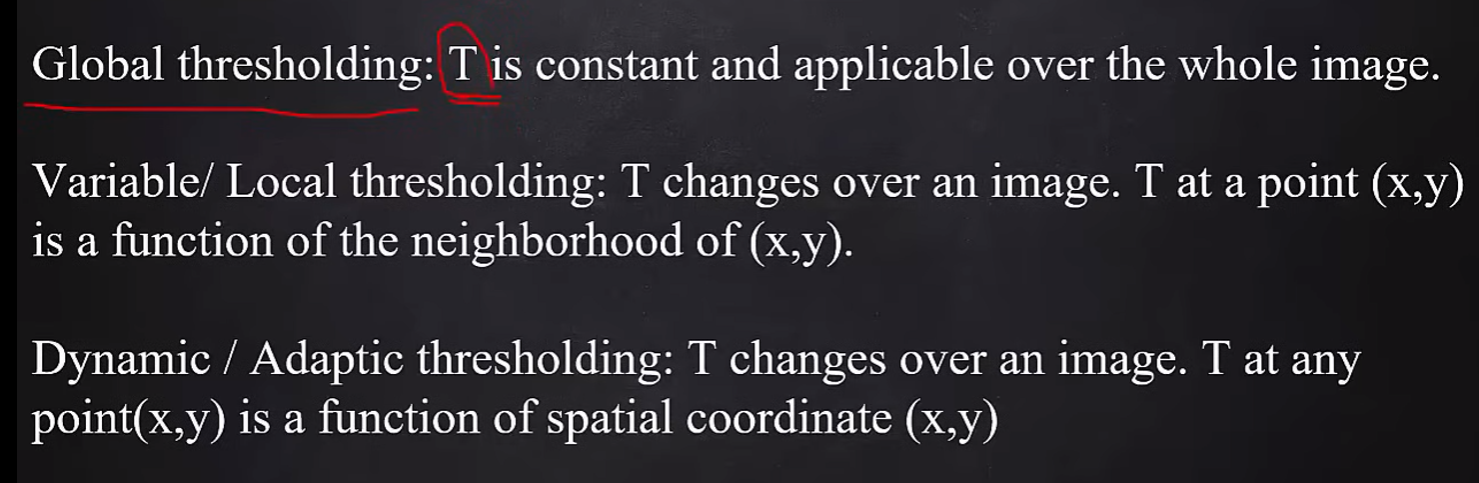 Global thresholding: T is constant and applicable over the whole image.
Variable/ Local thresholding: T changes over an image. T at a point (x,y)
is a function of the neighborhood of (x,y).
Dynamic / Adaptic thresholding: T changes over an image. T at any
point(x,y) is a function of spatial coordinate (x,y)